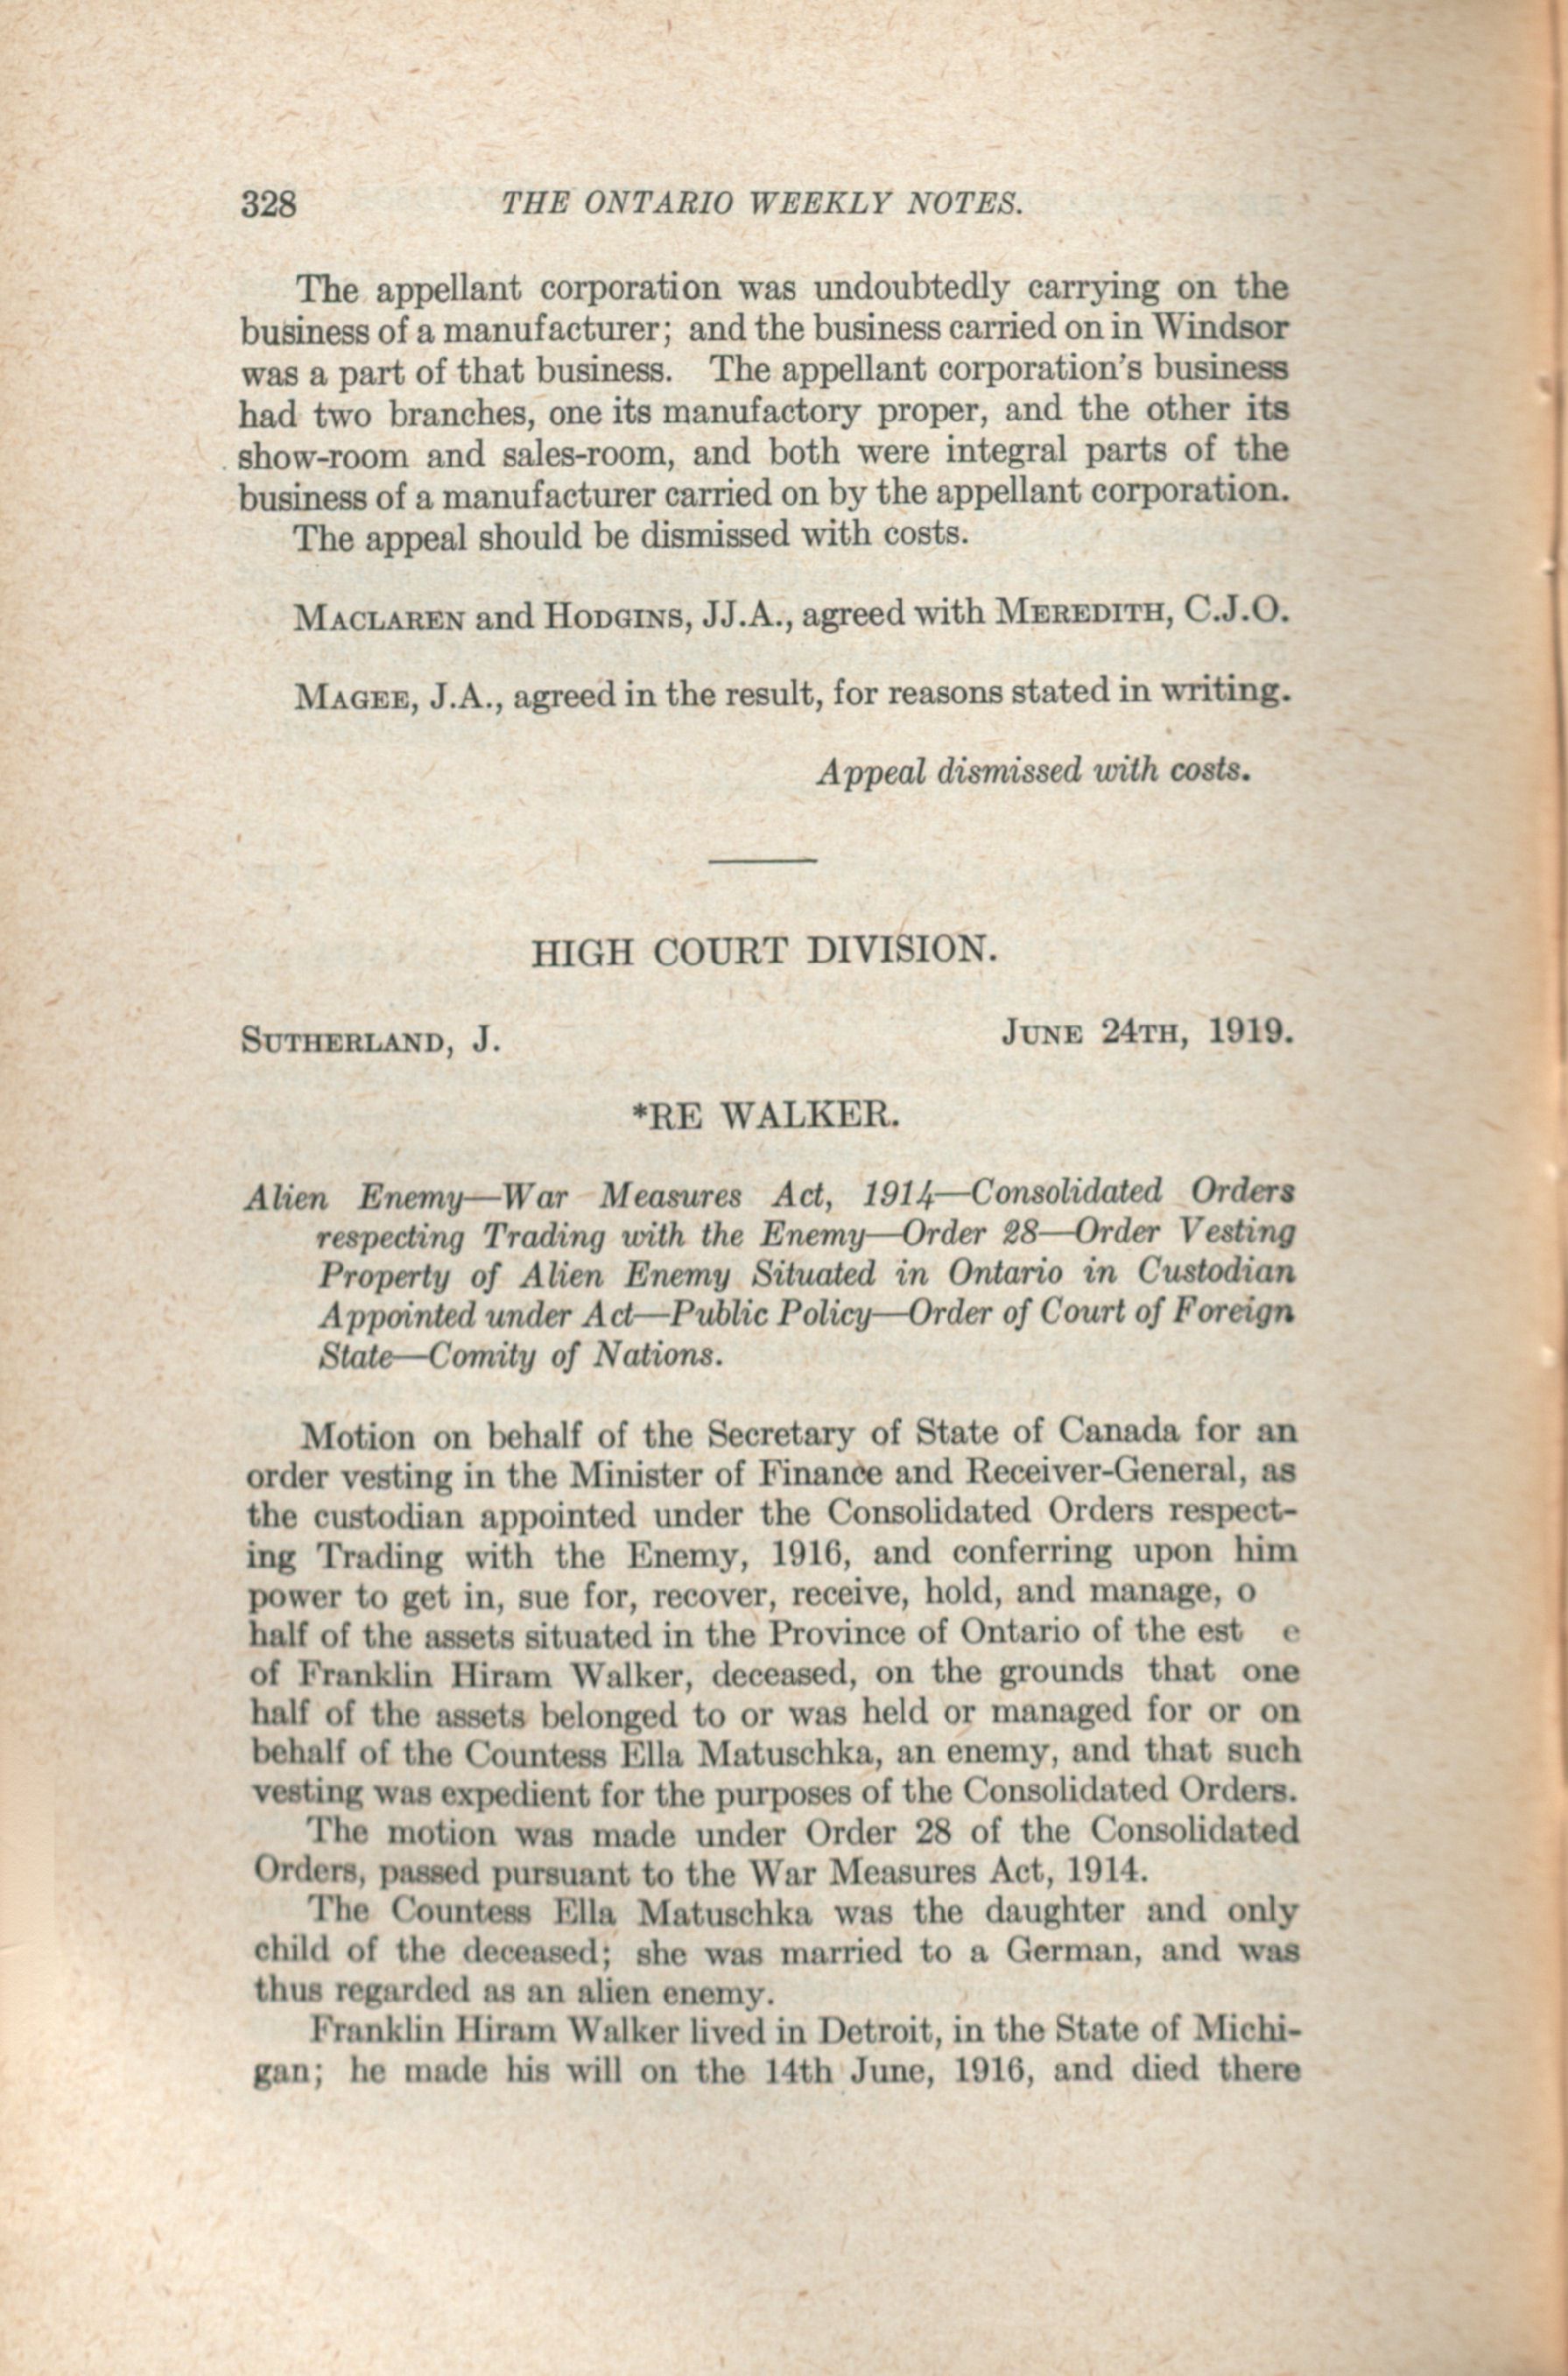 328
THE ONTARIO WEEKLY NOTES.
The appellant corporation was undoubtedly carrying on the
business of a manufacturer; and the business carried on in Windsor
was a part of that business. The appellant corporation's business
had two branches, one its manufactory proper, and the other its
show-room and sales-room, and both were integral parts of the
business of a manufacturer carried on by the appellant corporation.
The appeal should be dismissed with costs.
MACLAREN and HODGINS, JJ.A., agreed with MEREDITH, C.J.O.
MAGEE, J.A., agreed in the result, for reasons stated in writing.
Appeal dismissed with costs.
HIGH COURT DIVISION.
SUTHERLAND, J.
JUNE 24TH, 1919.
*RE WALKER.
Alien Enemy—War Measures Act, 1914—Consolidated Orders
respecting Trading with the Enemy—Order 28—Order Vesting
Property of Alien Enemy Situated in Ontario in Custodian
Appointed under Act—Public Policy—Order of Court of Foreign
State—Comity of Nations.
Motion on behalf of the Secretary of State of Canada for an
order vesting in the Minister of Finance and Receiver-General, as
the custodian appointed under the Consolidated Orders respect-
ing Trading with the Enemy, 1916, and conferring upon him
power to get in, sue for, recover, receive, hold, and manage,
half of the assets situated in the Province of Ontario of the
of Franklin Hiram Walker, deceased, on the grounds that one
half of the assets belonged to or was held or managed for or on
behalf of the Countess Ella Matuschka, an enemy, and that such
vesting was expedient for the purposes of the Consolidated Orders.
The motion was made under Order 28 of the Consolidated
Orders, passed pursuant to the War Measures Act, 1914.
The Countess Ella Matuschka was the daughter and only
child of the deceased; she was married to a German, and was
thus regarded as an alien enemy.
Franklin Hiram Walker lived in Detroit, in the State of Michi-
gan; he made his will on the 14th June, 1916, and died there